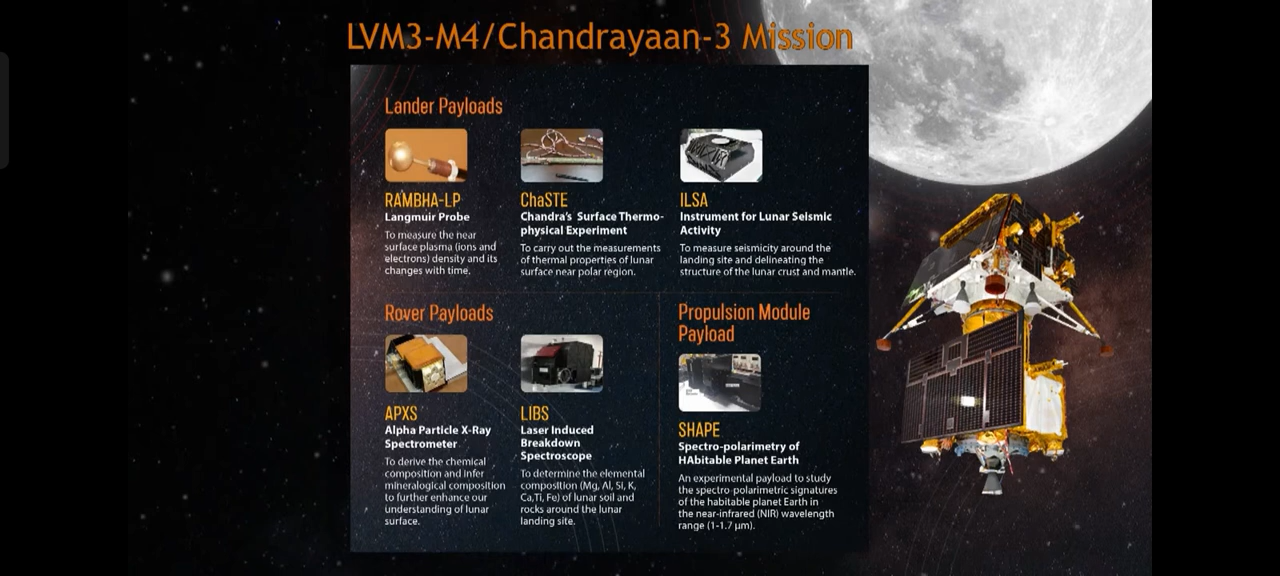 LVM3-M4/Chandrayaan-3 Mission
Lander Payloads
RAMBHA-LP
Langmuir Probe
To measure the near
surface plasma (ions and
electrons) density and its
changes with time.
ChaSTE
Chandra's Surface Thermo-
physical Experiment
To carry out the measurements
of thermal properties of lunar
surface near polar region.
ILSA
Instrument for Lunar Seismic
Activity
To measure seismicity around the
landing site and delineating the
structure of the lunar crust and mantle.
Rover Payloads
APXS
Alpha Particle X-Ray
Spectrometer
To derive the chemical
composition and infer
mineralogical composition
to further enhance our
understanding of lunar
surface.
LIBS
Laser Induced
Breakdown
Spectroscope
To determine the elemental
composition (Mg, Al, Si, K,
Ca,Ti, Fe) of lunar soil and
rocks around the lunar
landing site.
Propulsion Module
Payload
SHAPE
Spectro-polarimetry of
HAbitable Planet Earth
An experimental payload to study
the spectro-polarimetric signatures
of the habitable planet Earth in
the near-infrared (NIR) wavelength
range (1-1.7 μm).